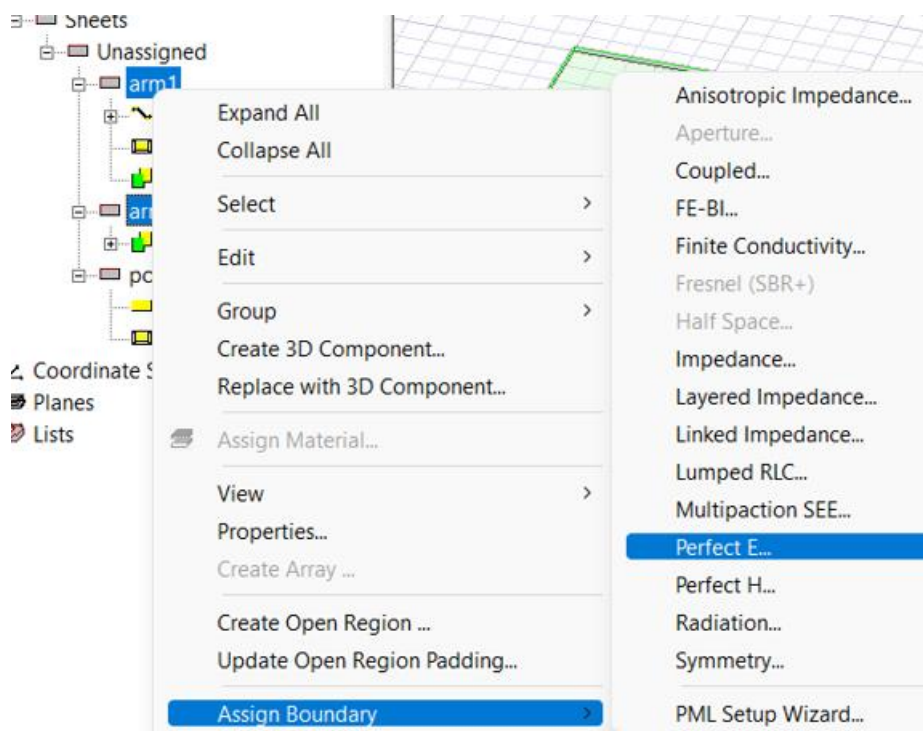 Sheets
Unassigned
arm1
Expand All
Collapse All
Select
Edit
Group
Create 3D Component...
Replace with 3D Component...
Assign Material...
View
Properties...
Create Array ...
Create Open Region ...
Update Open Region Padding...
Assign Boundary
Coordinate S
Planes
Lists
Anisotropic Impedance...
Aperture...
Coupled...
FE-BI...
Finite Conductivity...
Fresnel (SBR+)
Half Space...
Impedance...
Layered Impedance...
Linked Impedance...
Lumped RLC...
Multipaction SEE...
Perfect E...
Perfect H...
Radiation...
Symmetry...
PML Setup Wizard...